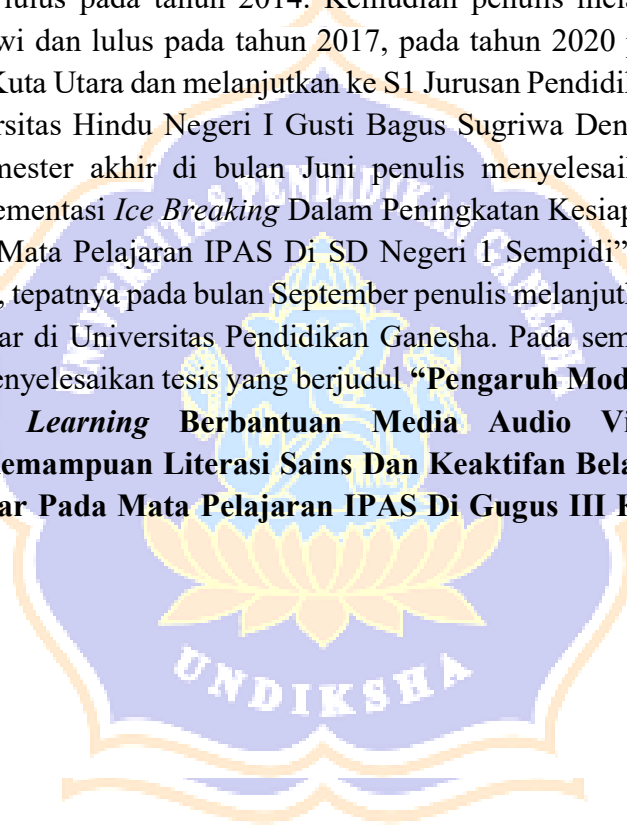 lulus pada tahun 2014. Kemudian penulis
wi dan lulus pada tahun 2017, pada tahun 2020
Kuta Utara dan melanjutkan ke S1 Jurusan Pendidi
rsitas Hindu Negeri I Gusti Bagus Sugriwa Den
mester akhir di bulan Juni penulis menyelesai
ementasi Ice Breaking Dalam Peningkatan Kesiap
Mata Pelajaran IPAS Di SD Negeri 1 Sempidi”
, tepatnya pada bulan September penulis melanjut
ar di Universitas Pendidikan Ganesha. Pada sem
enyelesaikan tesis yang berjudul “Pengaruh Mod
Learning Berbantuan Media Audio Vi
emampuan Literasi Sains Dan Keaktifan Bela
ar Pada Mata Pelajaran IPAS Di Gugus III
UNIVERSITAS PENDIDIKAN GANESHA
UNDIKSHA